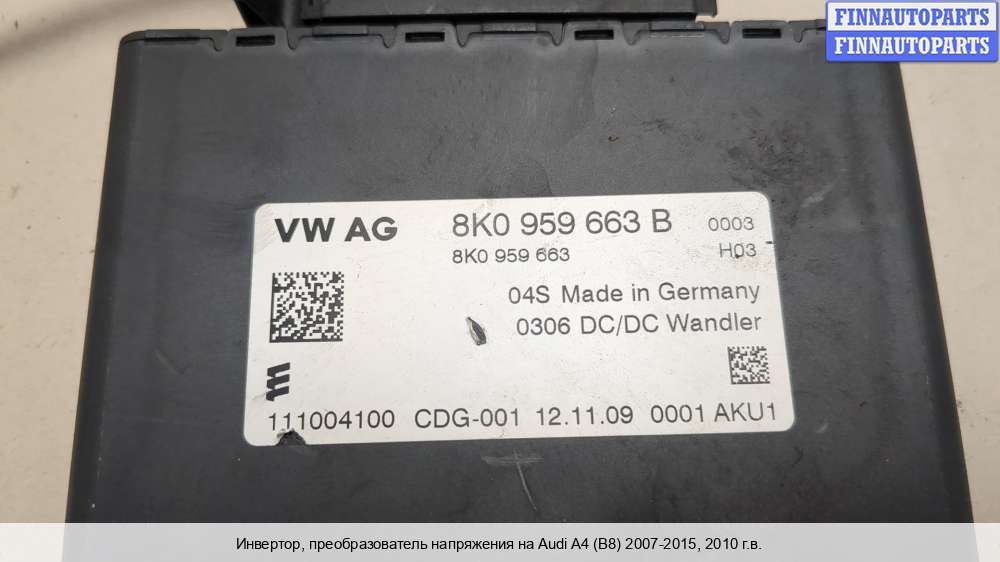 FINNAUTOPARTS
FINNAUTOPARTS
VW AG 8K0 959 663 B 0003
8K0 959 663 H03
04S Made in Germany
0306 DC/DC Wandler
111004100 CDG-001 12.11.09 0001 AKU1
Инвертор, преобразователь напряжения на Audi A4 (B8) 2007-2015, 2010 г.в.